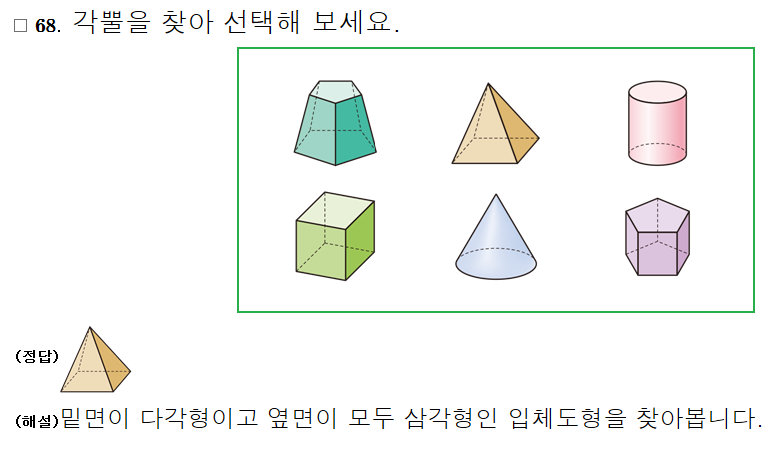 □ 68. 각뿔을 찾아 선택해 보세요.
(정답)
(해설)밑면이 다각형이고 옆면이 모두 삼각형인 입체도형을 찾아봅니다.